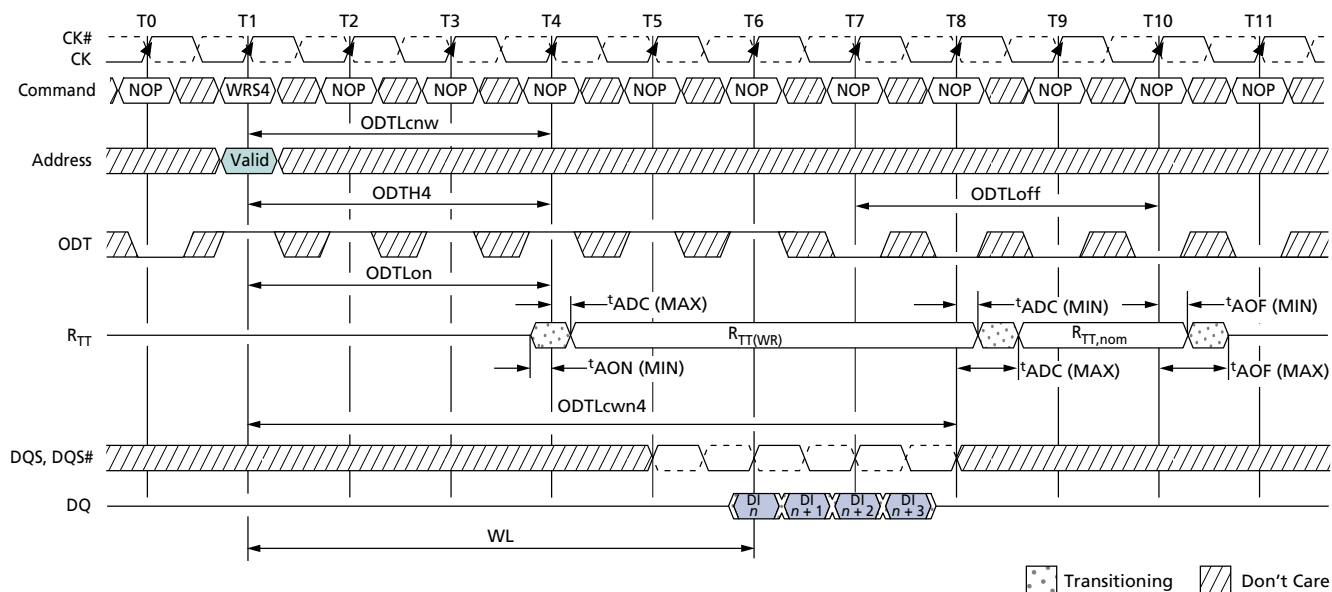 T0 T1 T2 T3 T4 T5 T6 T7 T8 T9 T10 T11
CK#
CK
Command NOP WRS4 NOP NOP NOP NOP NOP NOP NOP NOP NOP NOP
ODTLcnw
Address Valid
ODTH4 ODTLoff
ODT
ODTLon
tADC (MAX) tADC (MIN) tAOF (MIN)
RTT RTT(WR) RTT,nom
tAON (MIN) tADC (MAX) tAOF (MAX)
ODTLcwn4
DQS, DQS#
DQ DI n DI n + 1 DI n + 2 DI n + 3
WL
Transitioning Don't Care